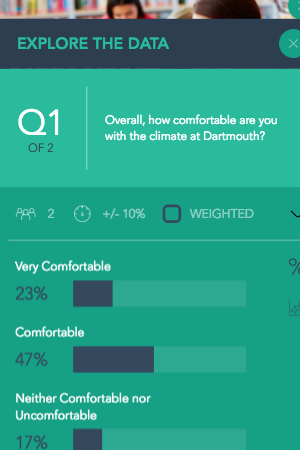 EXPLORE THE DATA
Q1
OF 2
Overall, how comfortable are you
with the climate at Dartmouth?
2
+/- 10%
WEIGHTED
Very Comfortable
23%
%
Comfortable
47%
Neither Comfortable nor
Uncomfortable
17%